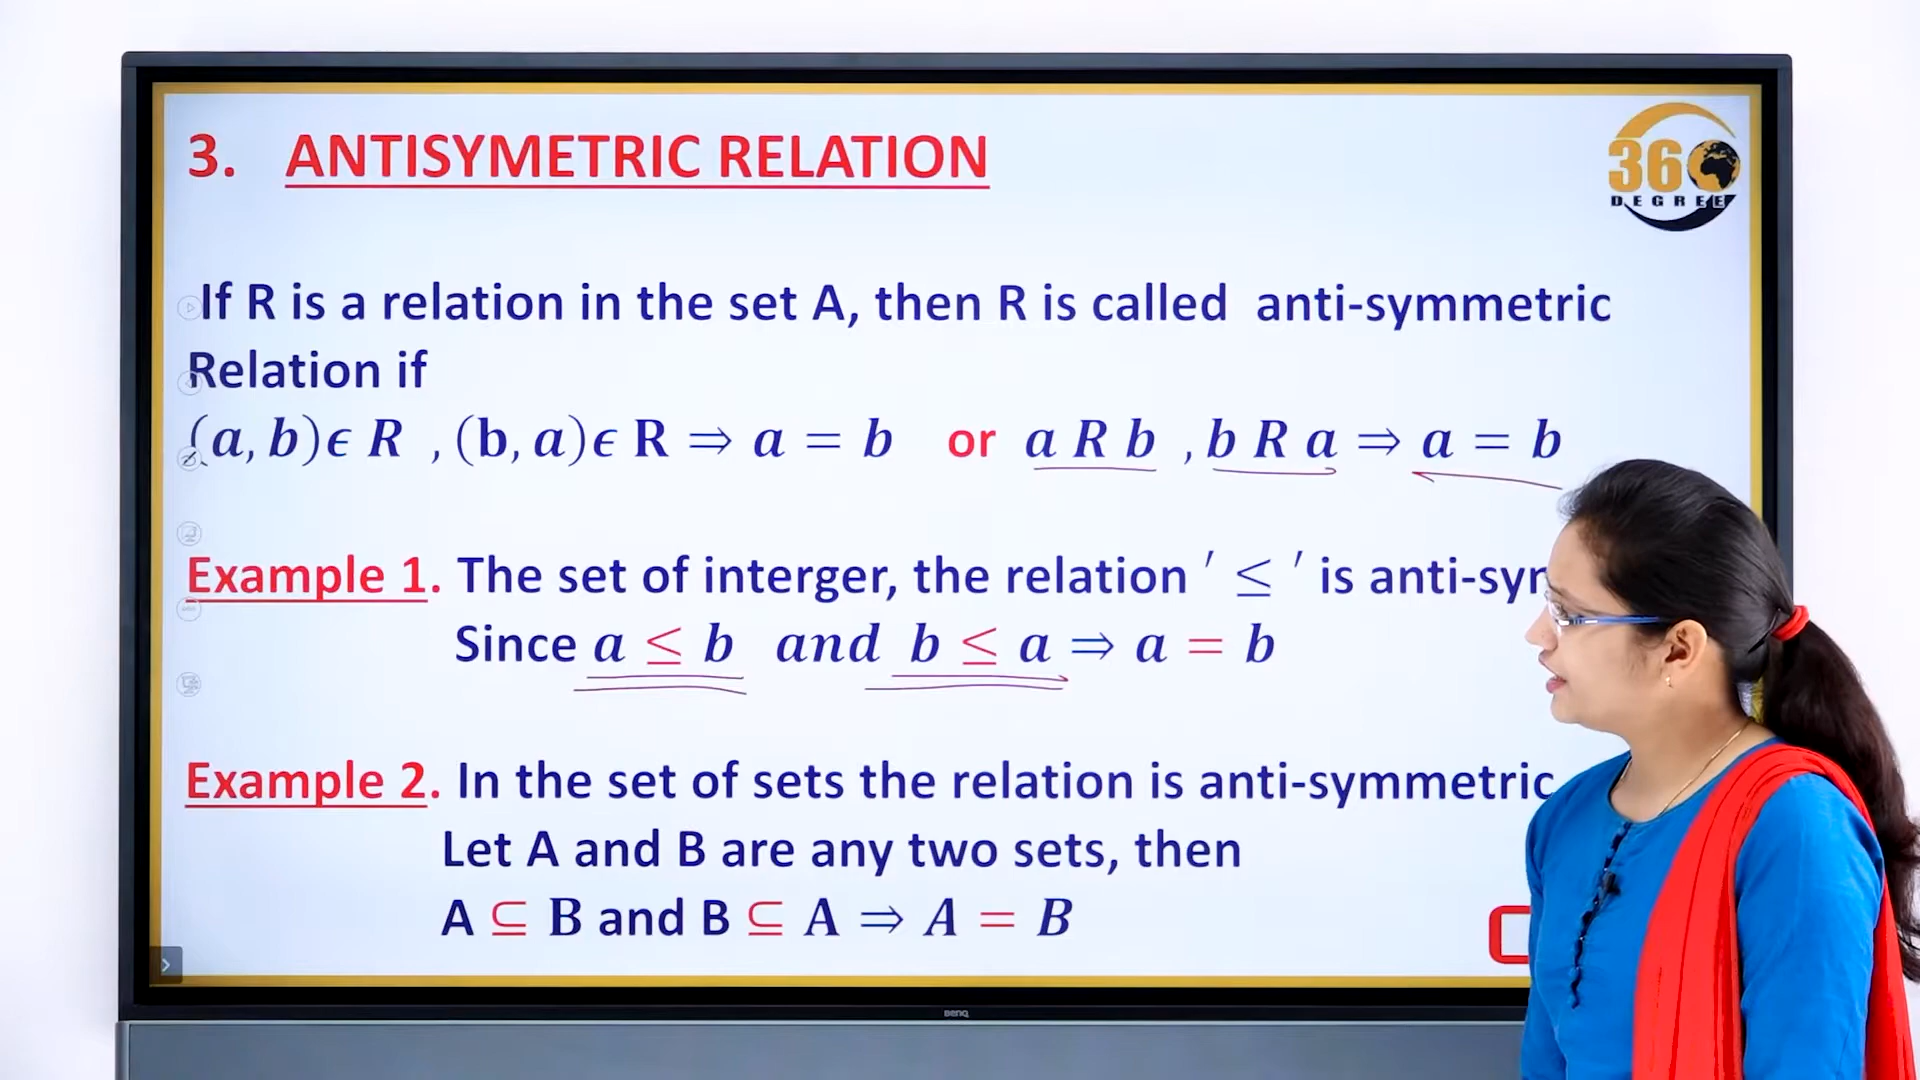 3. ANTISYMETRIC RELATION
360
DEGREE
If R is a relation in the set A, then R is called anti-symmetric
Relation if
(a, b)ϵ R , (b, a)ϵ R ⇒ a = b or a R b , b R a ⇒ a = b
Example 1. The set of interger, the relation ′ ≤ ′ is anti-syn
Since a ≤ b and b ≤ a ⇒ a = b
Example 2. In the set of sets the relation is anti-symmetric
Let A and B are any two sets, then
A ⊆ B and B ⊆ A ⇒ A = B
BenQ